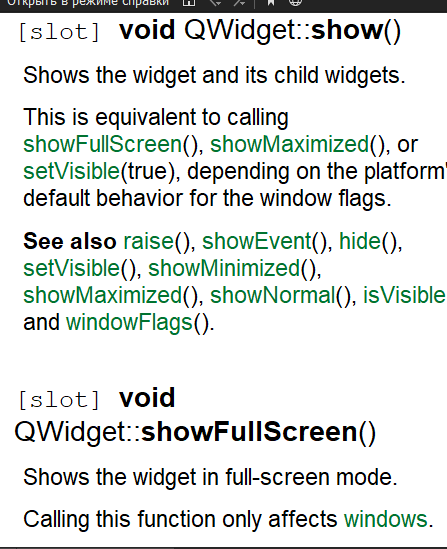 Открыть в режиме справки
[slot] void QWidget::show()
Shows the widget and its child widgets.
This is equivalent to calling
showFullScreen(), showMaximized(), or
setVisible(true), depending on the platform'
default behavior for the window flags.
See also raise(), showEvent(), hide(),
setVisible(), showMinimized(),
showMaximized(), showNormal(), isVisible
and windowFlags().
[slot] void
QWidget::showFullScreen()
Shows the widget in full-screen mode.
Calling this function only affects windows.